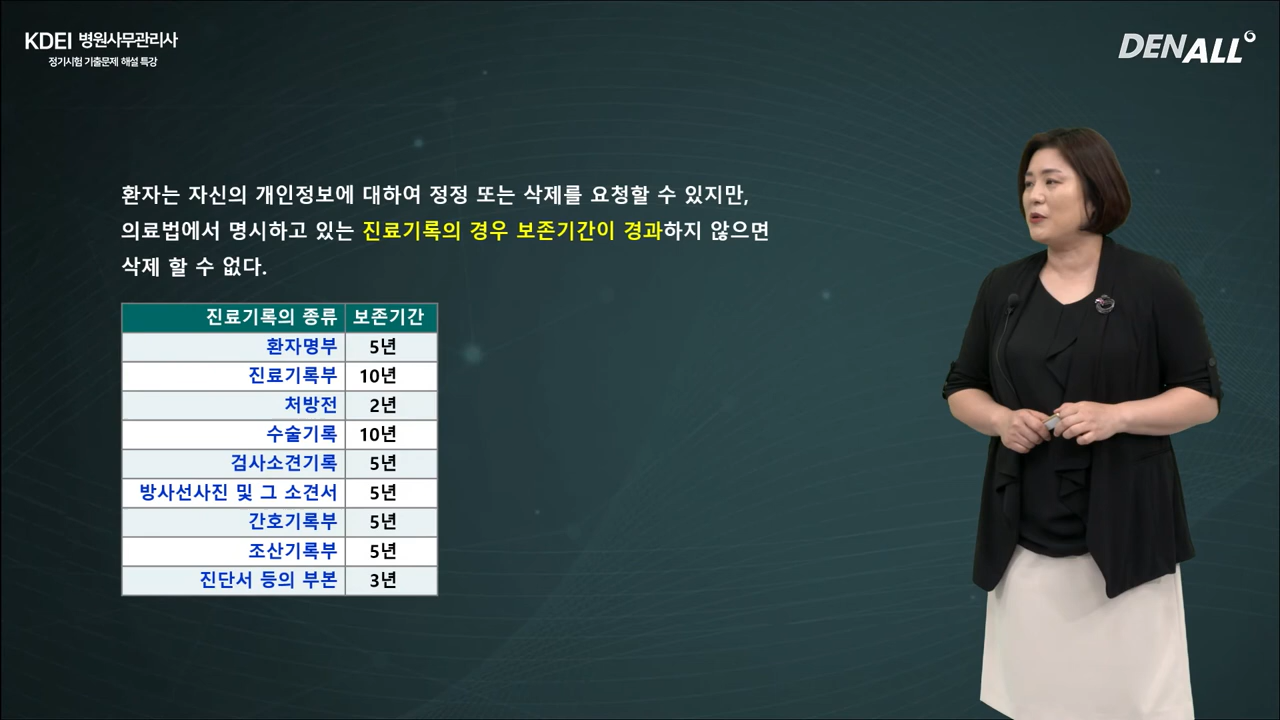 KDEI 병원사무관리사
정기시험 기출문제 해설 특강
DENALL
환자는 자신의 개인정보에 대하여 정정 또는 삭제를 요청할 수 있지만,
의료법에서 명시하고 있는 진료기록의 경우 보존기간이 경과하지 않으면
삭제 할 수 없다.
진료기록의 종류 보존기간
환자명부 5년
진료기록부 10년
처방전 2년
수술기록 10년
검사소견기록 5년
방사선사진 및 그 소견서 5년
간호기록부 5년
조산기록부 5년
진단서 등의 부본 3년